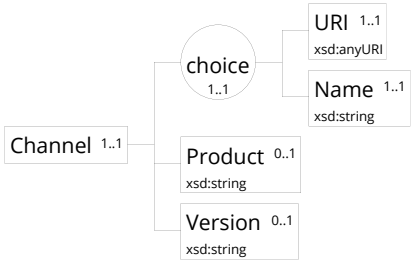 URI 1..1
xsd:anyURI
choice
1..1
Name 1..1
xsd:string
Channel 1..1
Product 0..1
xsd:string
Version 0..1
xsd:string